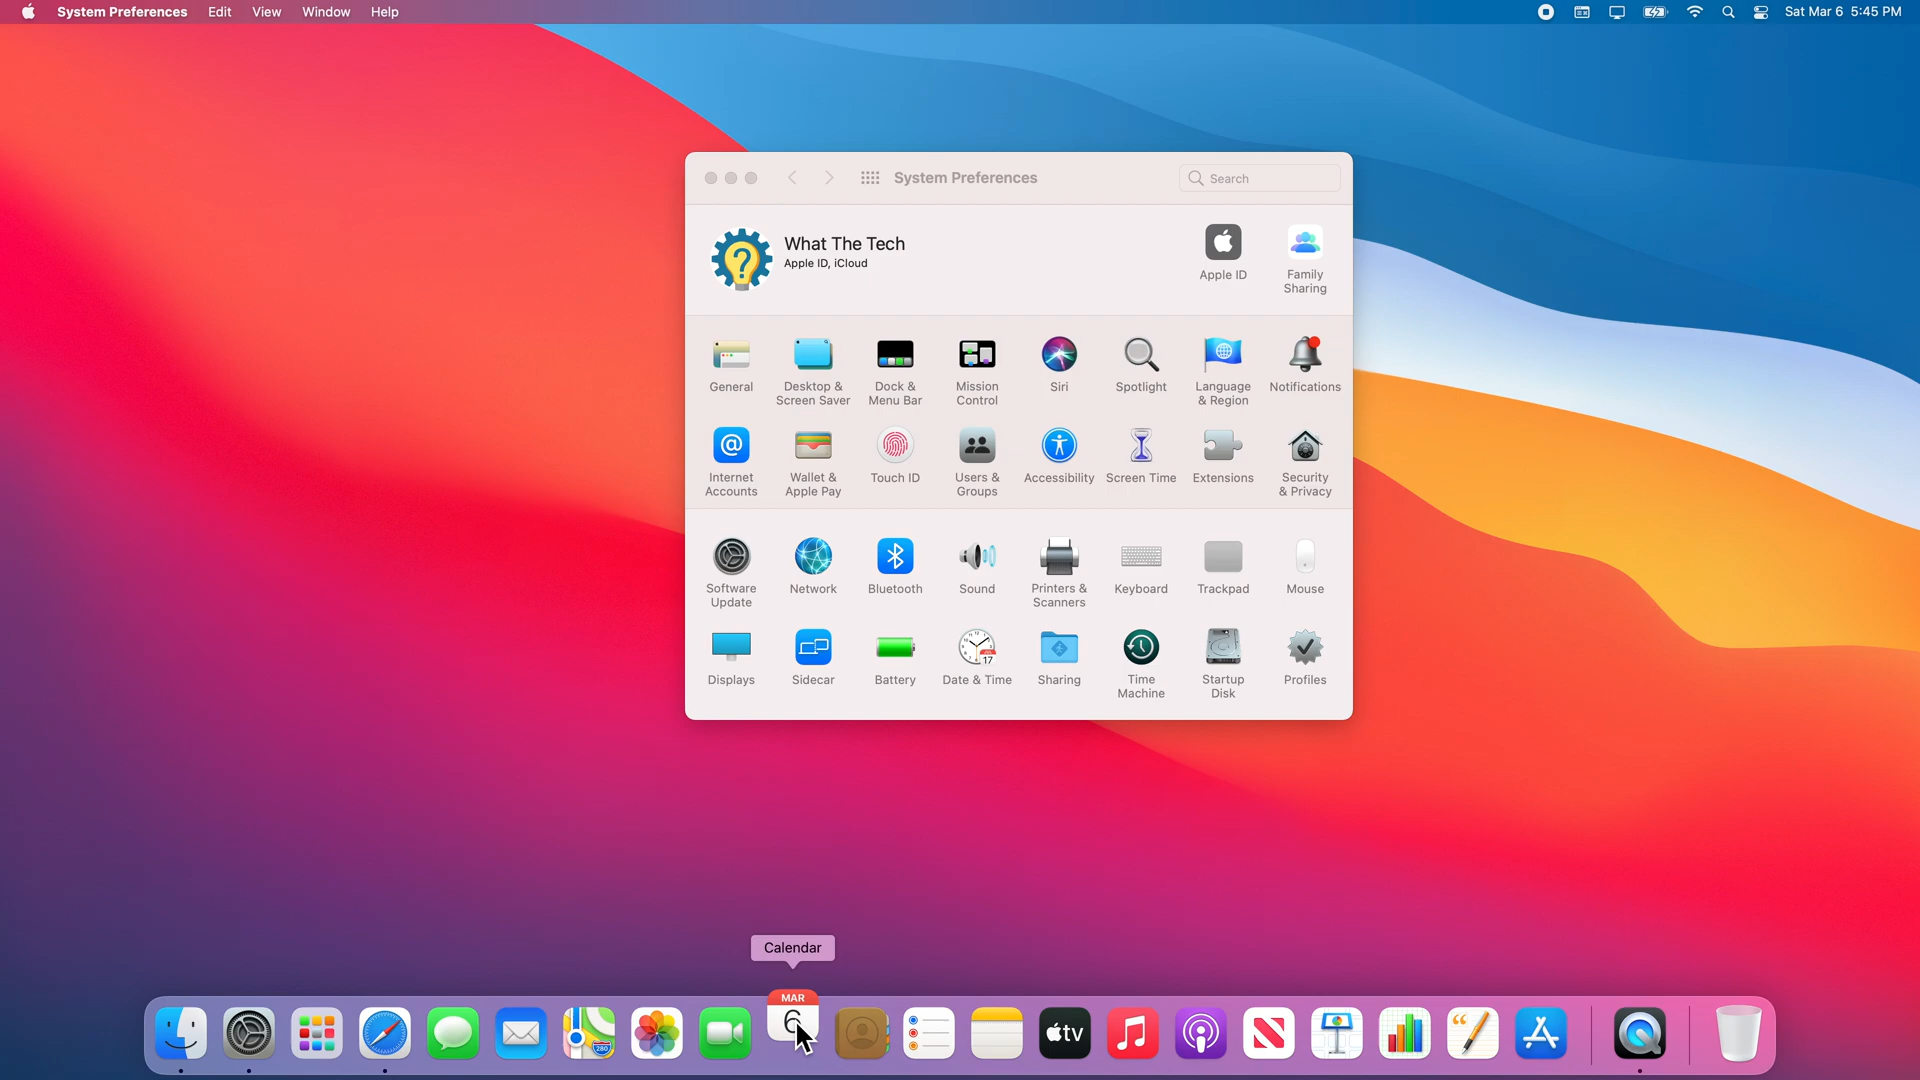 System Preferences Edit View Window Help Sat Mar 6 5:45 PM
System Preferences Search
What The Tech
Apple ID, iCloud
Apple ID
Family
Sharing
General
Desktop &
Screen Saver
Dock &
Menu Bar
Mission
Control
Siri
Spotlight
Language
& Region
Notifications
Internet
Accounts
Wallet &
Apple Pay
Touch ID
Users &
Groups
Accessibility
Screen Time
Extensions
Security
& Privacy
Software
Update
Network
Bluetooth
Sound
Printers &
Scanners
Keyboard
Trackpad
Mouse
Displays
Sidecar
Battery
17
Date & Time
Sharing
Time
Machine
Startup
Disk
Profiles
Calendar
MAR
6
280
tv